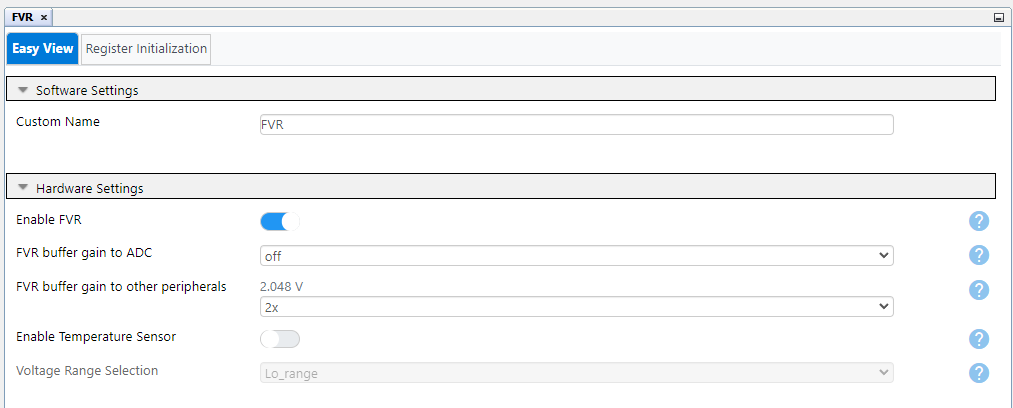 FVR ×
Easy View Register Initialization
Software Settings
Custom Name FVR
Hardware Settings
Enable FVR ?
FVR buffer gain to ADC off ?
FVR buffer gain to other peripherals 2.048 V ?
2x
Enable Temperature Sensor ?
Voltage Range Selection Lo_range ?